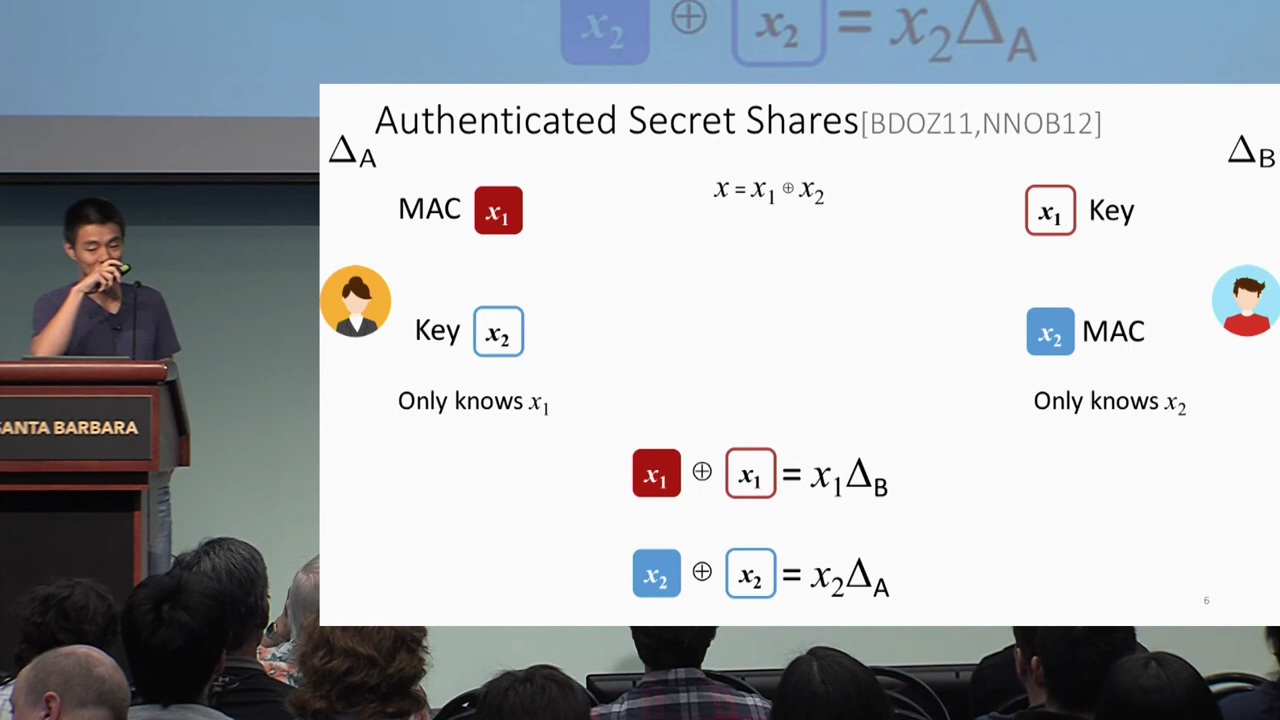 x₂ ⊕ x₂ = x₂Δ_A
Authenticated Secret Shares[BDOZ11,NNOB12]
Δ_A
Δ_B
x = x₁ ⊕ x₂
MAC x₁
x₁ Key
Key x₂
x₂ MAC
Only knows x₁
Only knows x₂
SANTA BARBARA
x₁ ⊕ x₁ = x₁Δ_B
x₂ ⊕ x₂ = x₂Δ_A
6